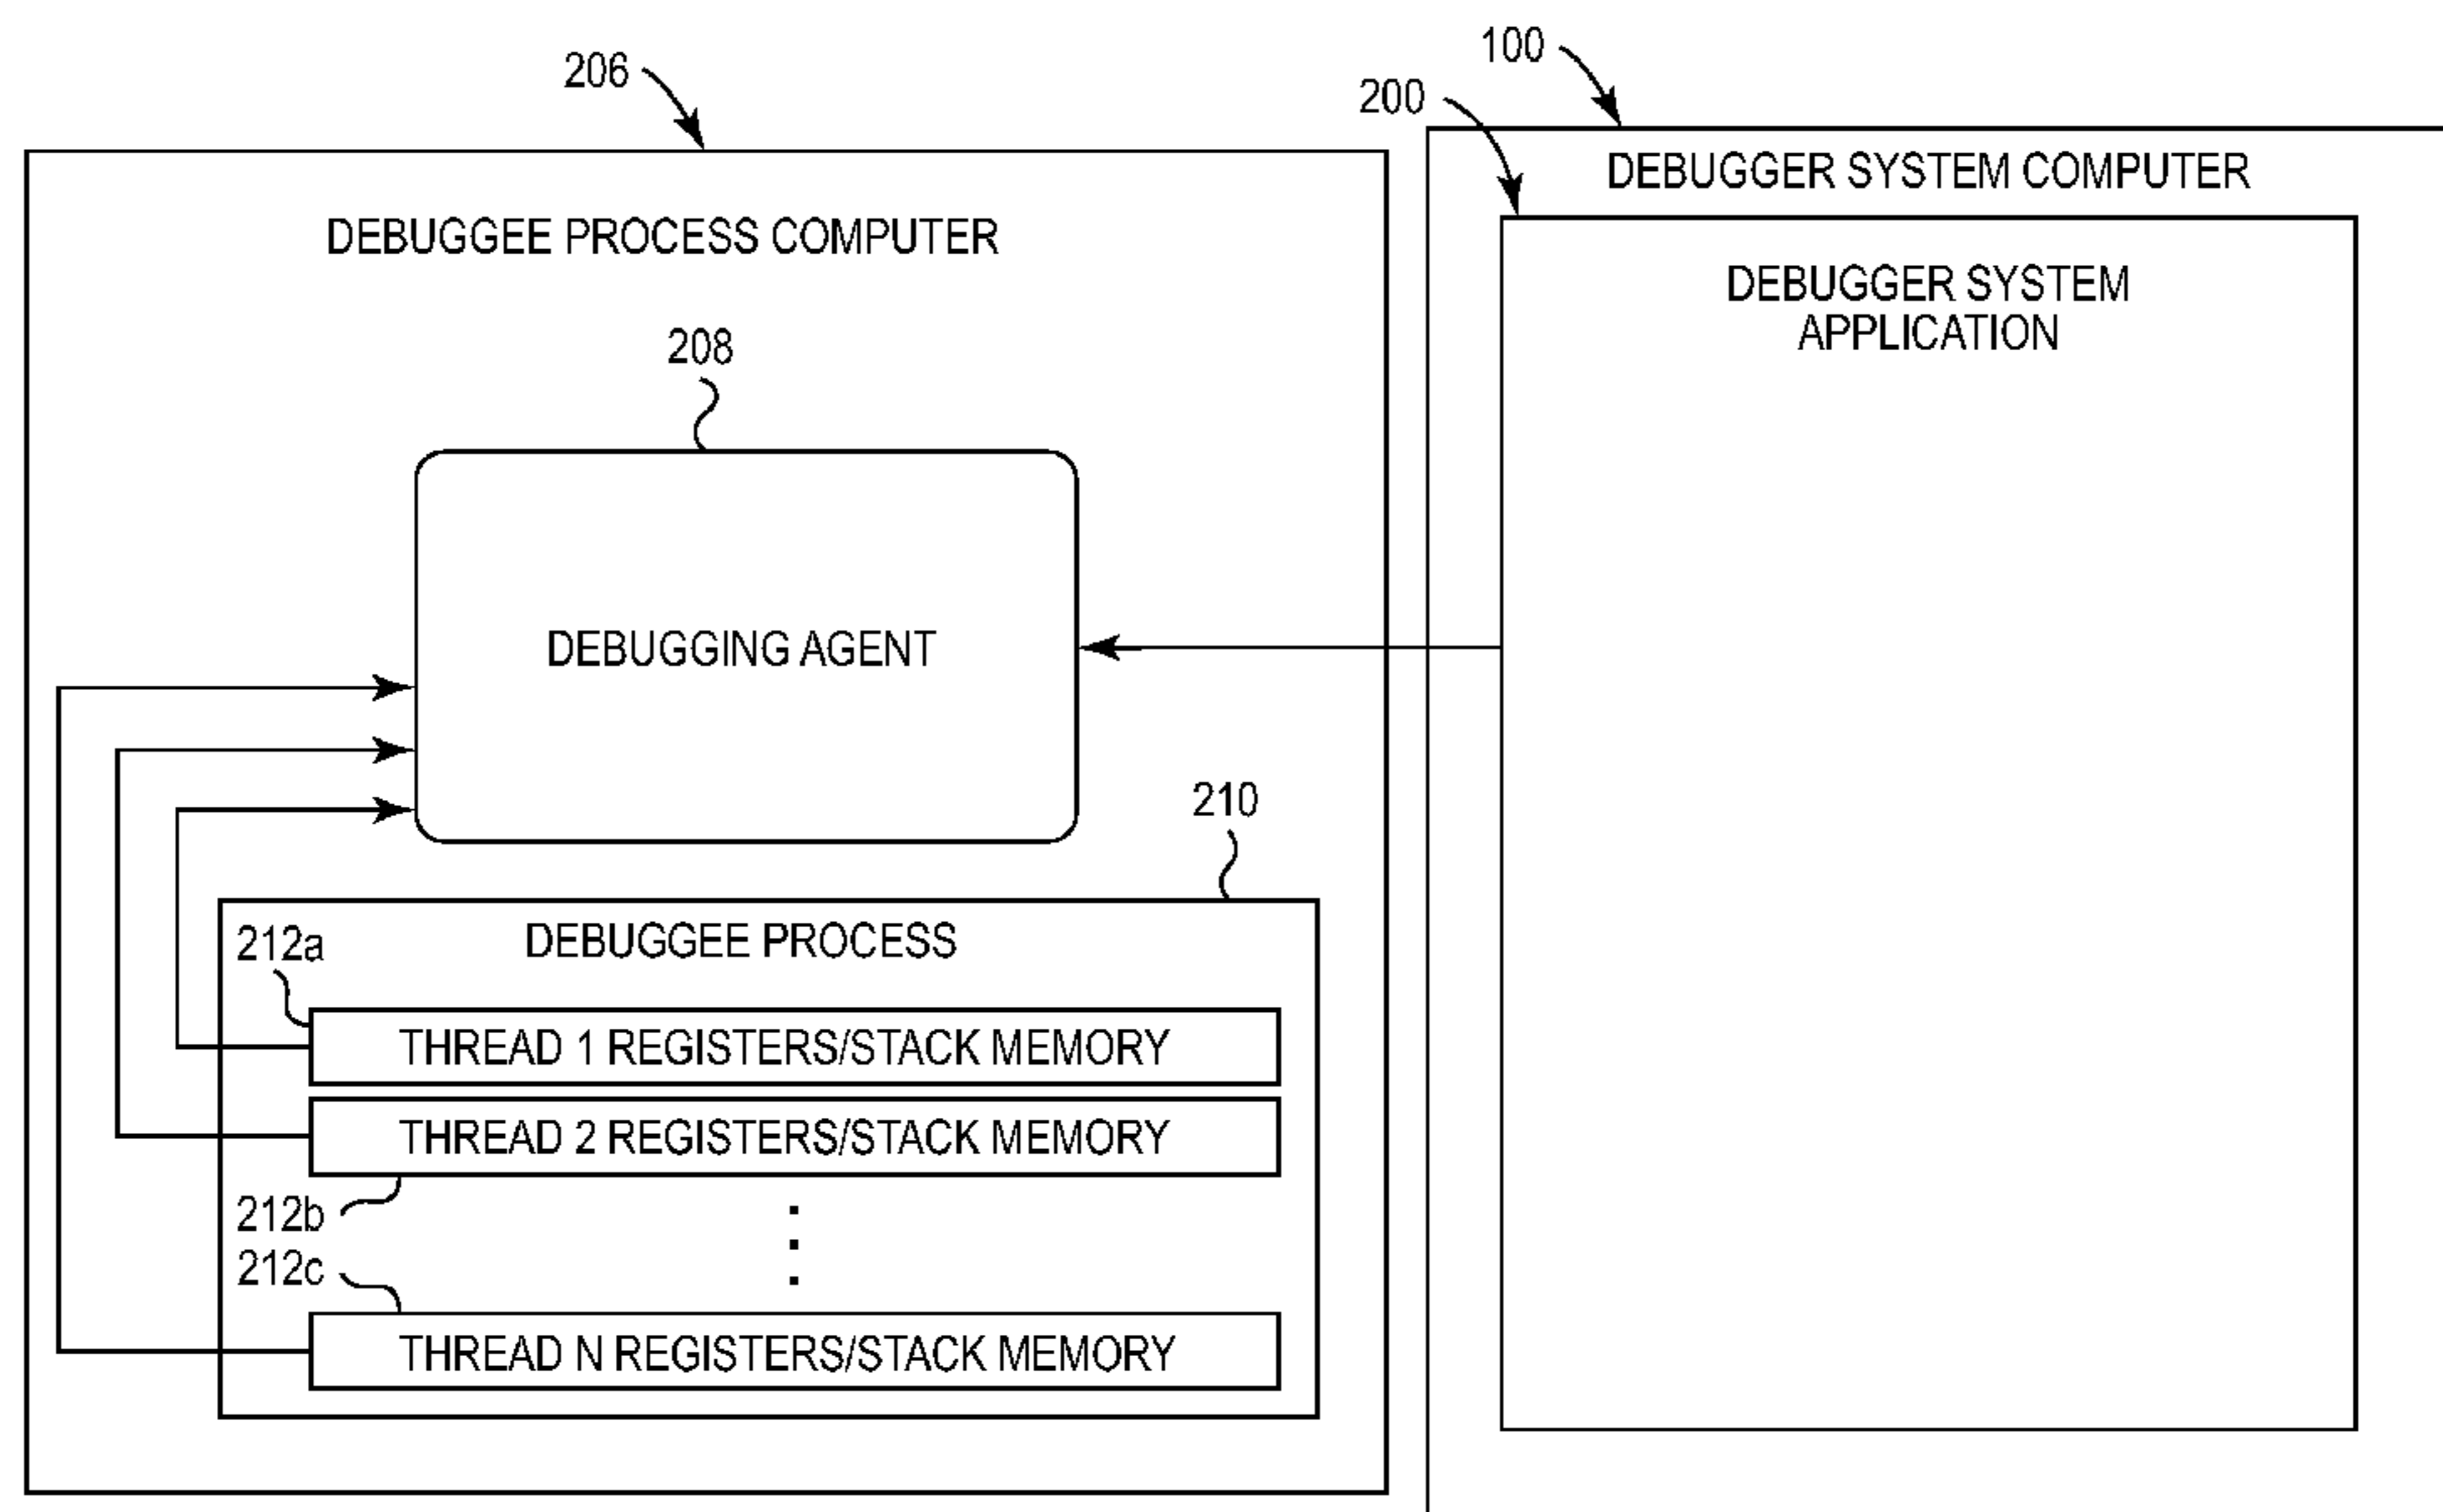 206
100
200
DEBUGGEE PROCESS COMPUTER
DEBUGGER SYSTEM COMPUTER
DEBUGGER SYSTEM
APPLICATION
208
DEBUGGING AGENT
210
DEBUGGEE PROCESS
212a
THREAD 1 REGISTERS/STACK MEMORY
THREAD 2 REGISTERS/STACK MEMORY
212b
212c
THREAD N REGISTERS/STACK MEMORY